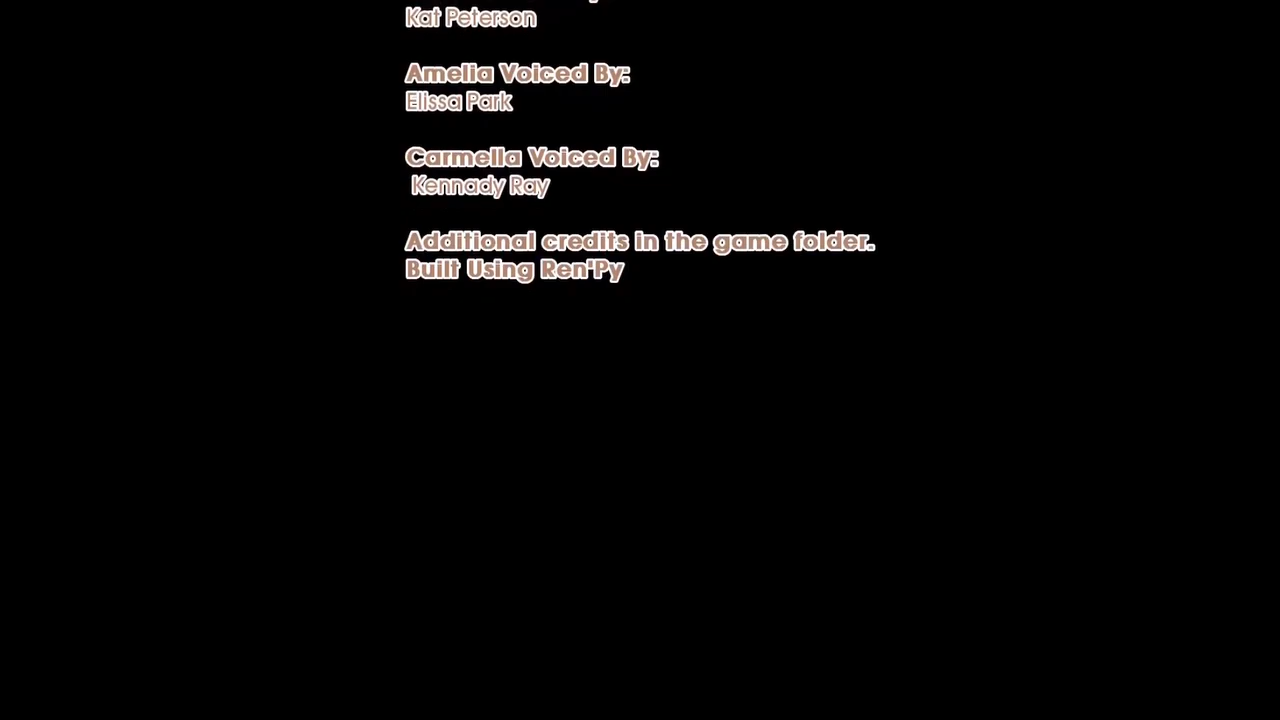 Kat Peterson
Amelia Voiced By:
Elissa Park
Carmella Voiced By:
Kennady Ray
Additional credits in the game folder.
Built Using Ren'Py